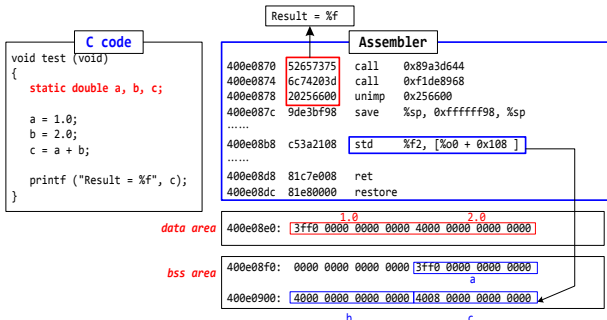 Result = %f
C code
void test (void)
{
static double a, b, c;
a = 1.0;
b = 2.0;
c = a + b;
printf ("Result = %f", c);
}
Assembler
400e0870 52657375 call 0x89a3d644
400e0874 6c74203d call 0xf1de8968
400e0878 20256600 unimp 0x256600
400e087c 9de3bf98 save %sp, 0xffffff98, %sp
……
400e08b8 c53a2108 std %f2, [%o0 + 0x108 ]
……
400e08d8 81c7e008 ret
400e08dc 81e80000 restore
1.0 2.0
data area 400e08e0: 3ff0 0000 0000 0000 4000 0000 0000 0000
bss area
400e08f0: 0000 0000 0000 0000 3ff0 0000 0000 0000
a
400e0900: 4000 0000 0000 0000 4008 0000 0000 0000
b c